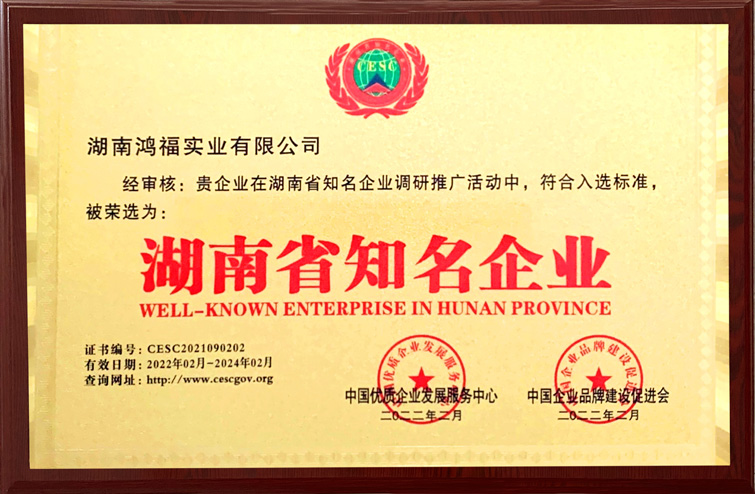 CESC
湖南鸿福实业有限公司
经审核：贵企业在湖南省知名企业调研推广活动中，符合入选标准，
被荣选为：
湖南省知名企业
WELL-KNOWN ENTERPRISE IN HUNAN PROVINCE
证书编号：CESC2021090202
有效日期：2022年02月-2024年02月
查询网址：http://www.cescgov.org
中国优质企业发展服务中心
二〇二二年二月
中国企业品牌建设促进会
二〇二二年二月